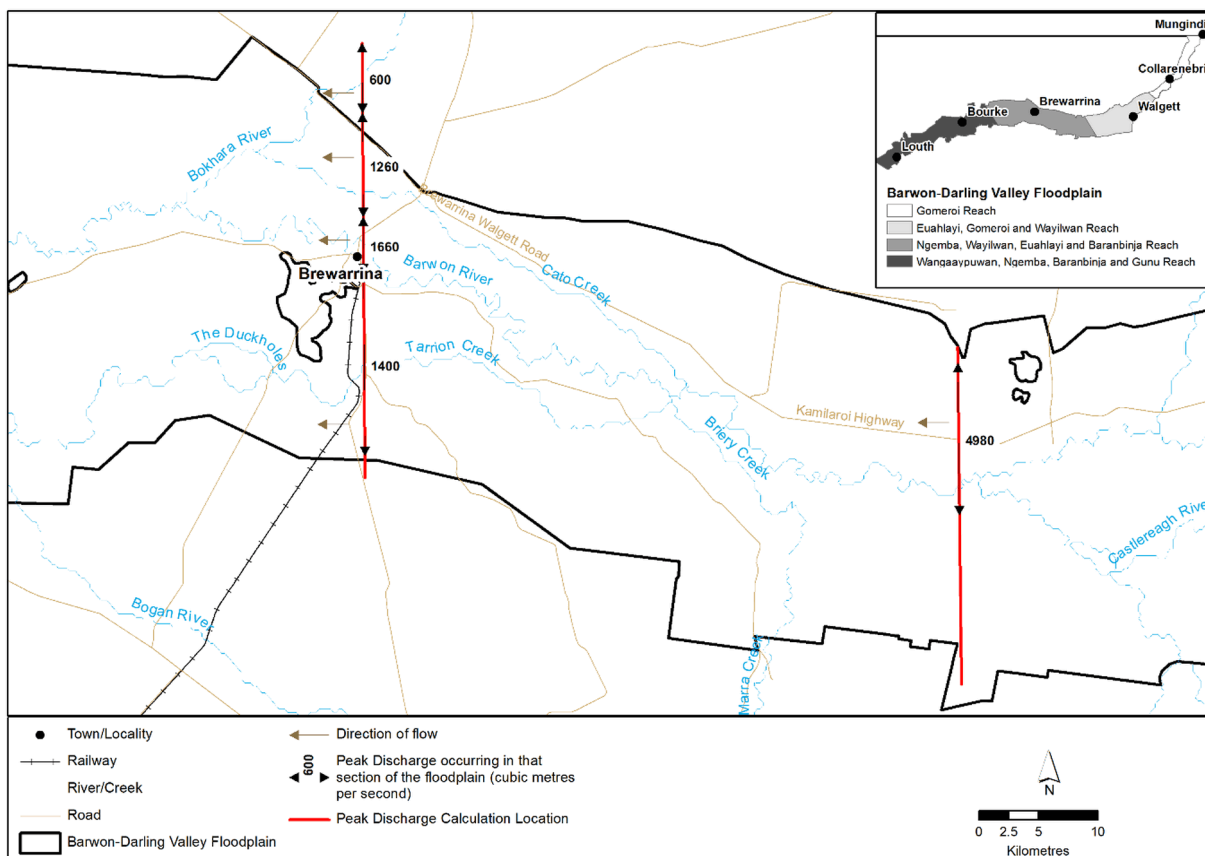 600
Bokhara River
1260
Brewarrina Walgett Road
1660
Brewarrina
Barwon River
Cato Creek
The Duckholes
Tarrion Creek
1400
Kamilaroi Highway
4980
Briery Creek
Castlereagh River
Bogan River
Marra Creek
Mungindi
Collarenebri
Brewarrina
Walgett
Bourke
Louth
Barwon-Darling Valley Floodplain
Gomeroi Reach
Euahlayi, Gomeroi and Wayilwan Reach
Ngemba, Wayilwan, Euahlayi and Baranbinja Reach
Wangaaypuwan, Ngemba, Baranbinja and Gunu Reach
Town/Locality
Railway
River/Creek
Road
Barwon-Darling Valley Floodplain
Direction of flow
600
Peak Discharge occurring in that
section of the floodplain (cubic metres
per second)
Peak Discharge Calculation Location
N
0 2.5 5 10
Kilometres